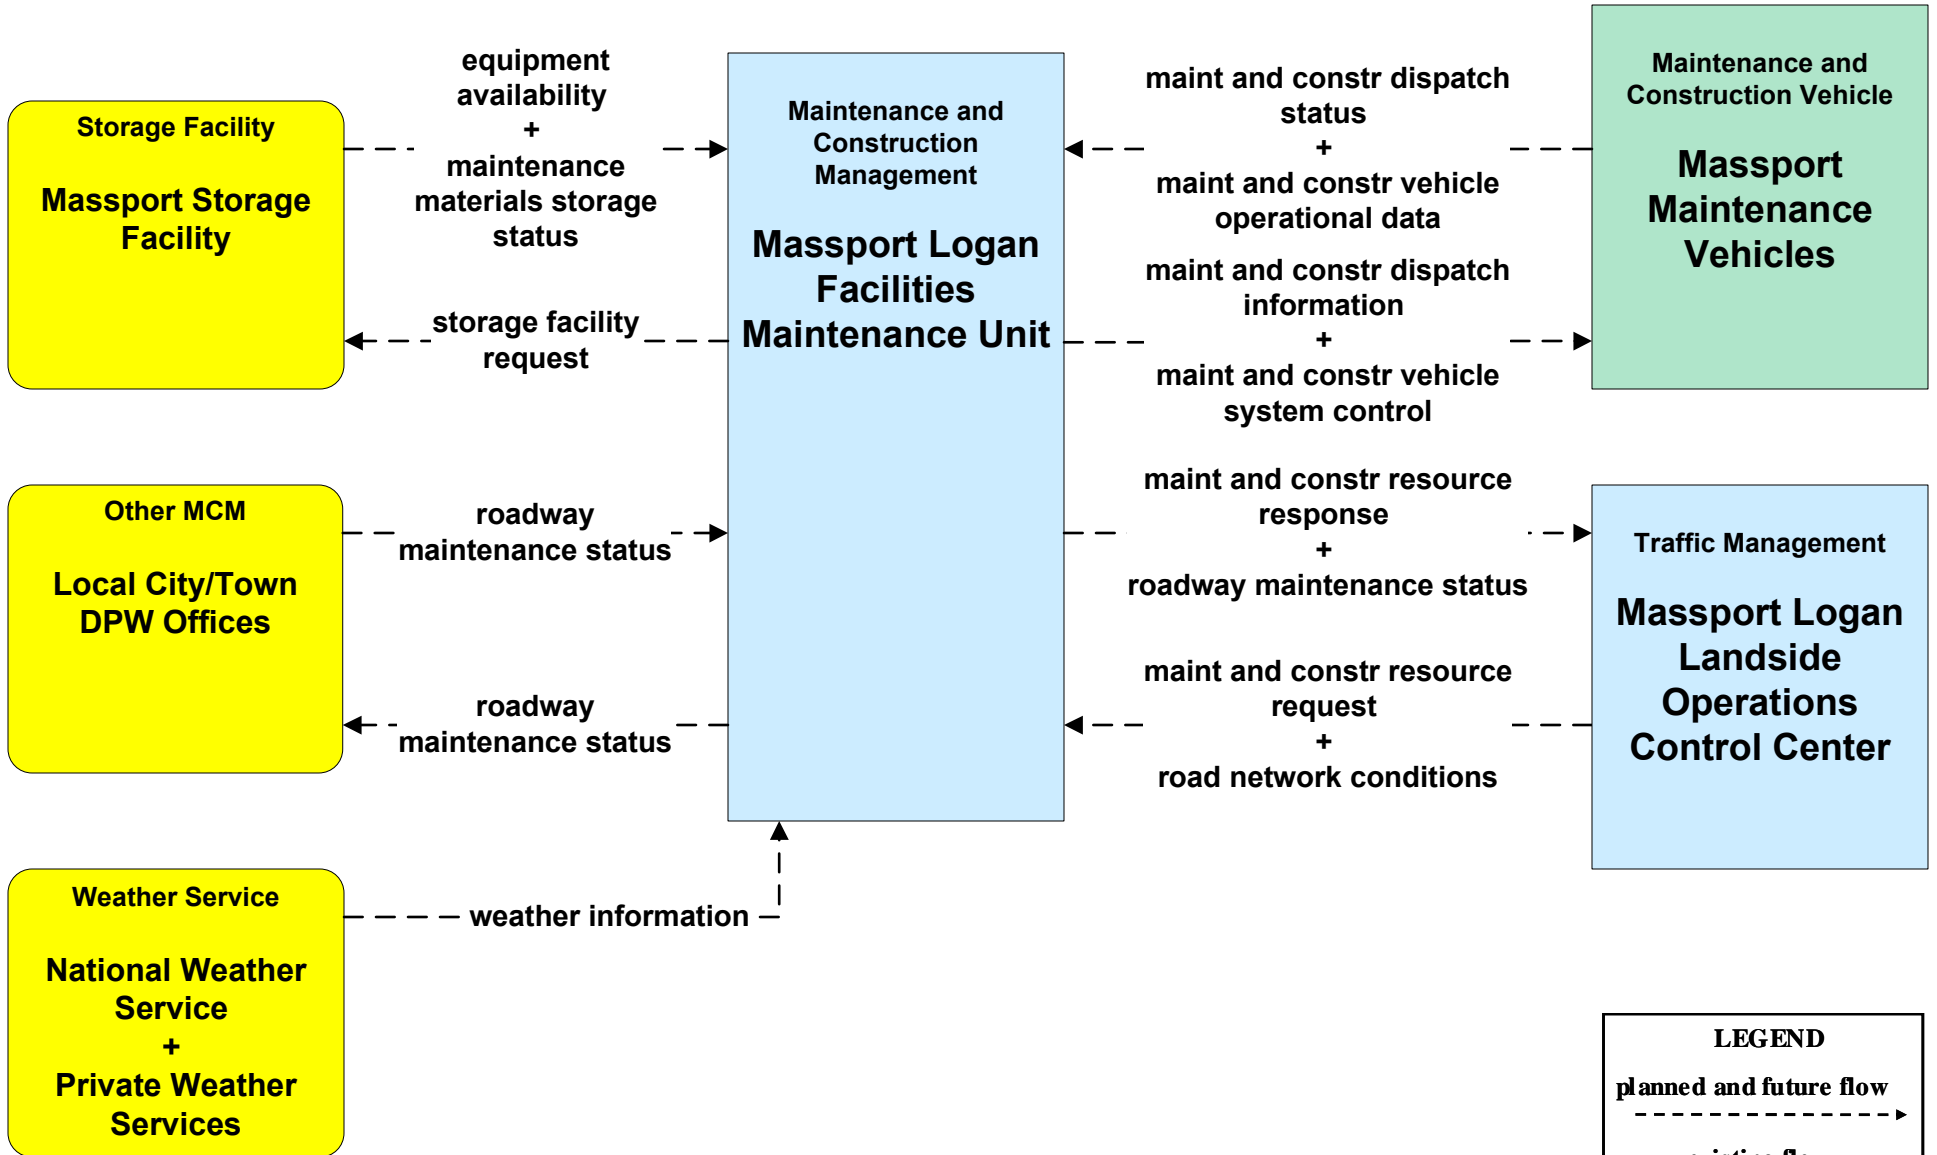 Storage Facility
Massport Storage
Facility
equipment
availability
+
maintenance
materials storage
status
storage facility
request
Other MCM
Local City/Town
DPW Offices
roadway
maintenance status
roadway
maintenance status
Weather Service
National Weather
Service
+
Private Weather
Services
weather information
Maintenance and
Construction
Management
Massport Logan
Facilities
Maintenance Unit
maint and constr dispatch
status
+
maint and constr vehicle
operational data
maint and constr dispatch
information
+
maint and constr vehicle
system control
maint and constr resource
response
+
roadway maintenance status
maint and constr resource
request
+
road network conditions
Maintenance and
Construction Vehicle
Massport
Maintenance
Vehicles
Traffic Management
Massport Logan
Landside
Operations
Control Center
LEGEND
planned and future flow